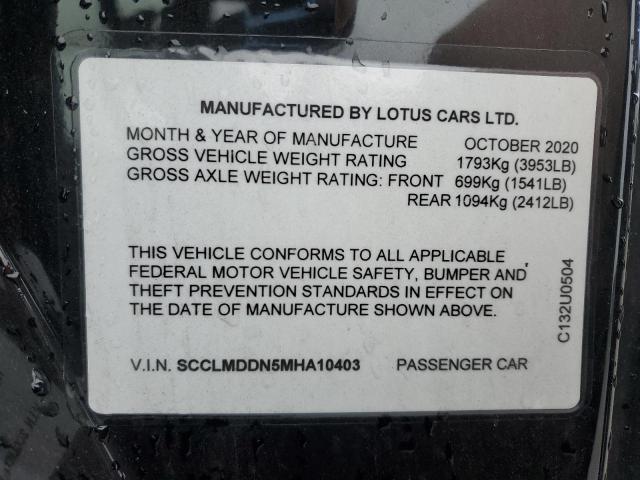 MANUFACTURED BY LOTUS CARS LTD.
MONTH & YEAR OF MANUFACTURE OCTOBER 2020
GROSS VEHICLE WEIGHT RATING 1793Kg (3953LB)
GROSS AXLE WEIGHT RATING: FRONT 699Kg (1541LB)
REAR 1094Kg (2412LB)
THIS VEHICLE CONFORMS TO ALL APPLICABLE
FEDERAL MOTOR VEHICLE SAFETY, BUMPER AND
THEFT PREVENTION STANDARDS IN EFFECT ON
THE DATE OF MANUFACTURE SHOWN ABOVE.
V.I.N. SCCLMDDN5MHA10403 PASSENGER CAR
C132U0504